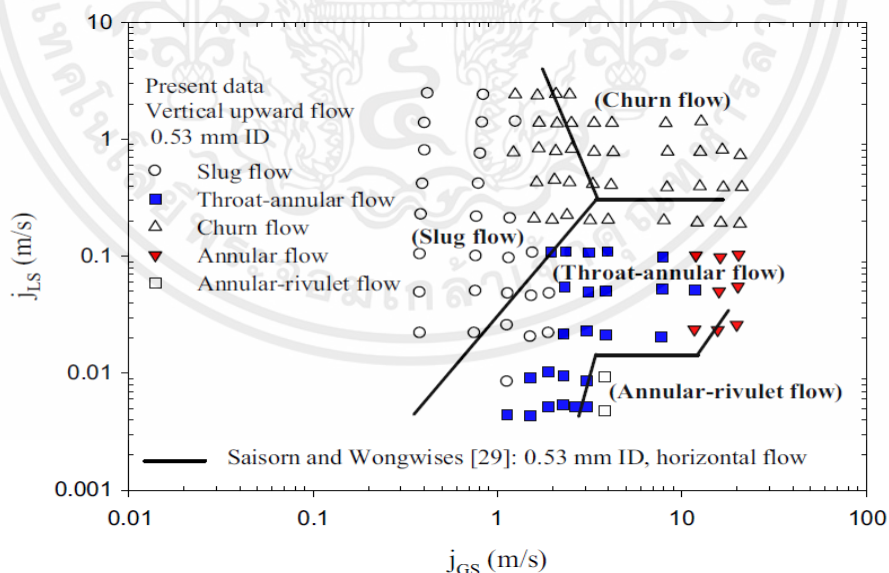 10
1
0.1
0.01
0.001
j_LS (m/s)
Present data
Vertical upward flow
0.53 mm ID
Slug flow
Throat-annular flow
Churn flow
Annular flow
Annular-rivulet flow
(Churn flow)
(Slug flow)
(Throat-annular flow)
(Annular-rivulet flow)
Saisorn and Wongwises [29]: 0.53 mm ID, horizontal flow
0.01
0.1
1
10
100
j_GS (m/s)